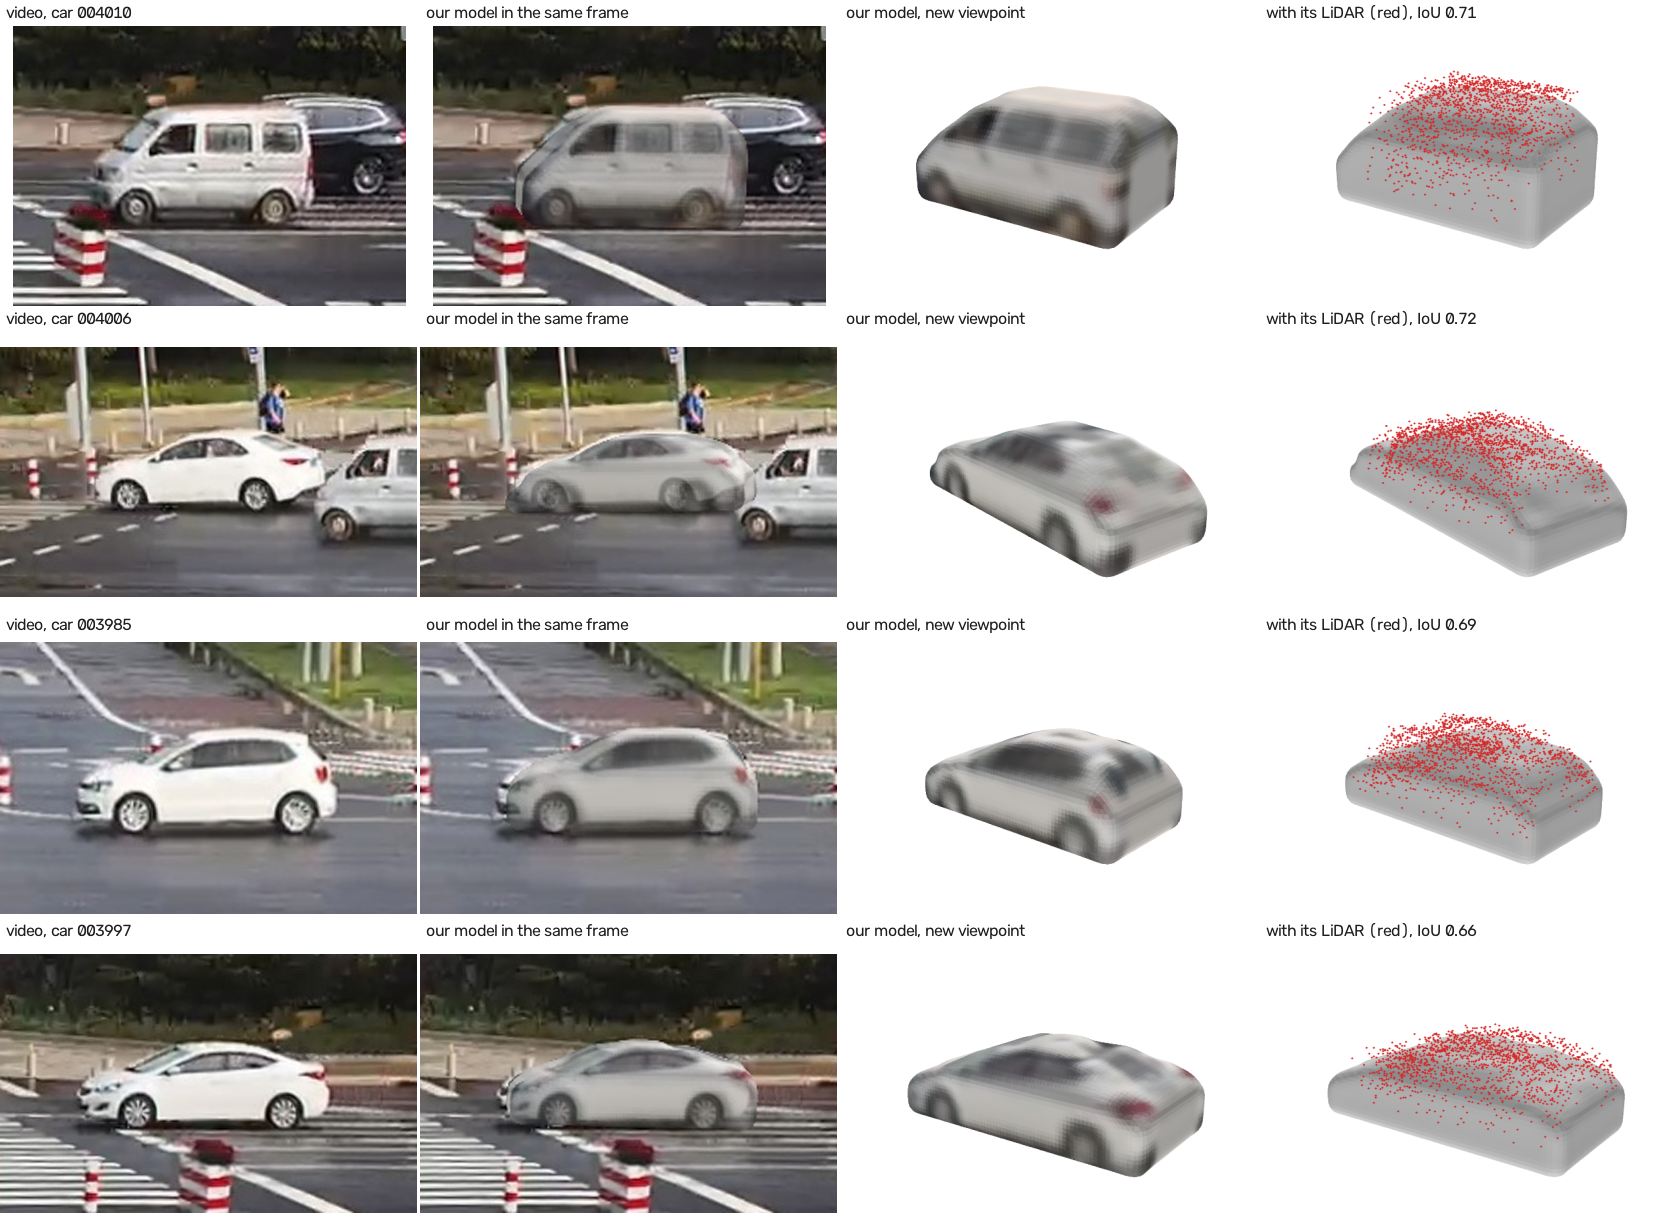 video, car 004010
our model in the same frame
our model, new viewpoint
with its LiDAR (red), IoU 0.71
video, car 004006
our model in the same frame
our model, new viewpoint
with its LiDAR (red), IoU 0.72
video, car 003985
our model in the same frame
our model, new viewpoint
with its LiDAR (red), IoU 0.69
video, car 003997
our model in the same frame
our model, new viewpoint
with its LiDAR (red), IoU 0.66